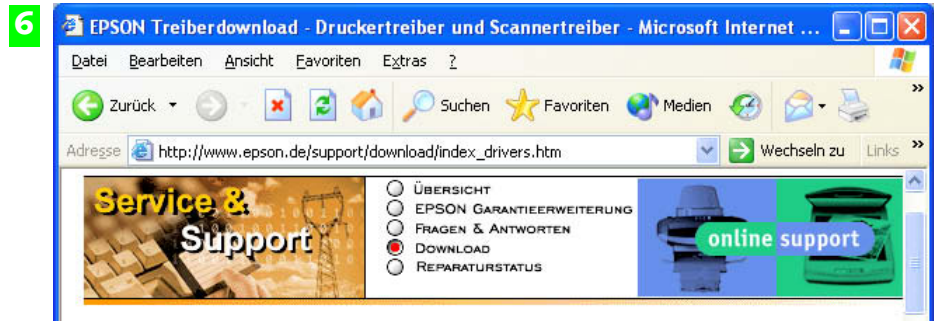 6
EPSON Treiberdownload - Druckertreiber und Scannertreiber - Microsoft Internet ...
Datei Bearbeiten Ansicht Favoriten Extras ?
Zurück Suchen Favoriten Medien »
Adresse http://www.epson.de/support/download/index_drivers.htm Wechseln zu Links »
Service &
Support
ÜBERSICHT
EPSON GARANTIEERWEITERUNG
FRAGEN & ANTWORTEN
DOWNLOAD
REPARATURSTATUS
online support